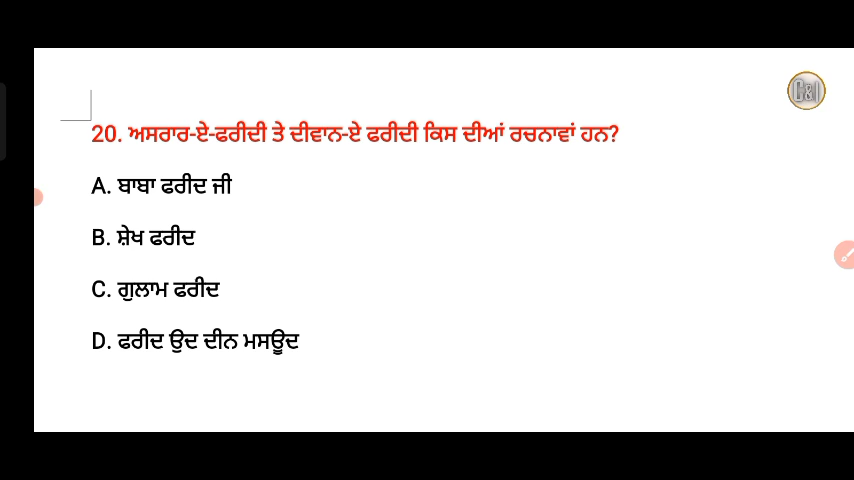 C&I
20. ਅਸਰਾਰ-ਏ-ਫਰੀਦੀ ਤੇ ਦੀਵਾਨ-ਏ ਫਰੀਦੀ ਕਿਸ ਦੀਆਂ ਰਚਨਾਵਾਂ ਹਨ?
A. ਬਾਬਾ ਫਰੀਦ ਜੀ
B. ਸ਼ੇਖ ਫਰੀਦ
C. ਗੁਲਾਮ ਫਰੀਦ
D. ਫਰੀਦ ਉਦ ਦੀਨ ਮਸਊਦ